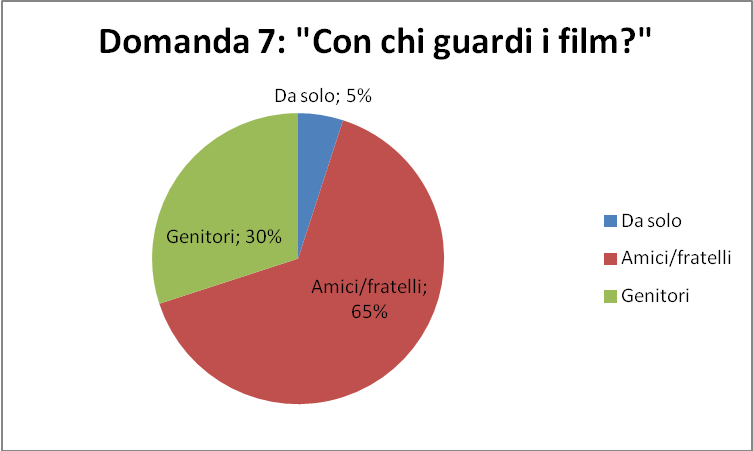 Domanda 7: "Con chi guardi i film?"
Da solo; 5%
Genitori; 30%
Amici/fratelli;
65%
Da solo
Amici/fratelli
Genitori